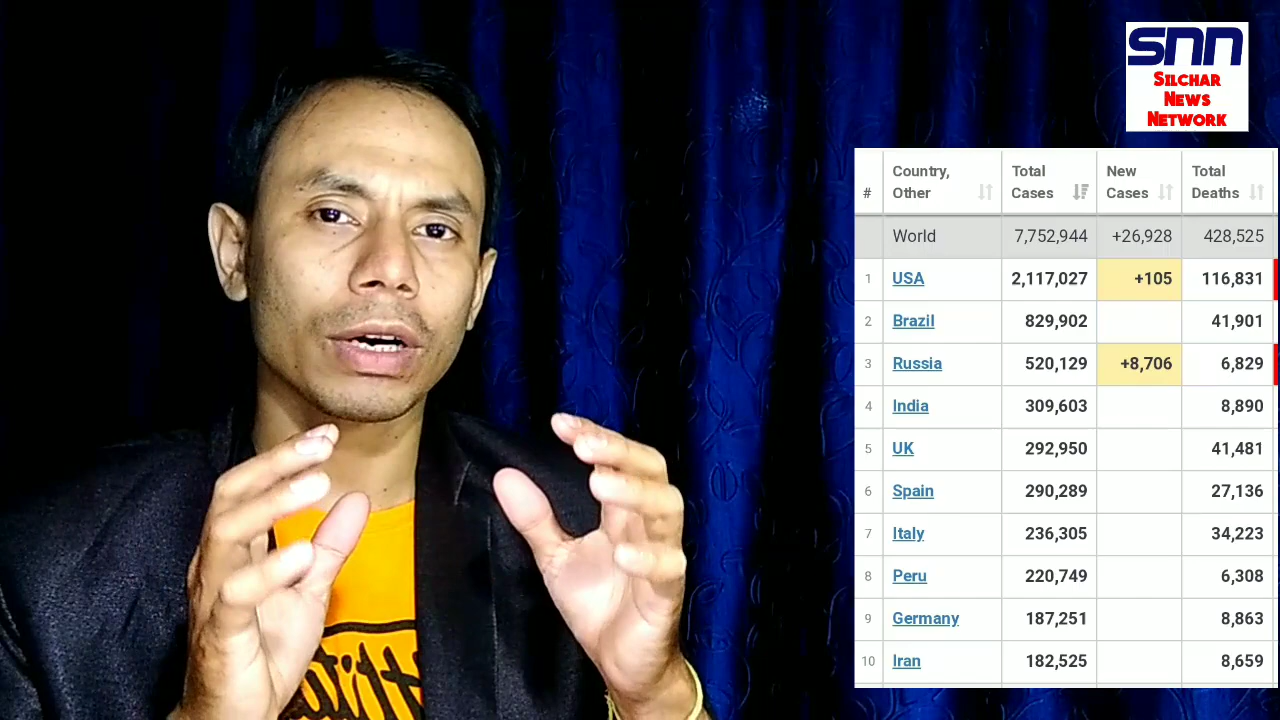 SNN
SILCHAR
NEWS
NETWORK
# Country, Other Total Cases New Cases Total Deaths
World 7,752,944 +26,928 428,525
1 USA 2,117,027 +105 116,831
2 Brazil 829,902 41,901
3 Russia 520,129 +8,706 6,829
4 India 309,603 8,890
5 UK 292,950 41,481
6 Spain 290,289 27,136
7 Italy 236,305 34,223
8 Peru 220,749 6,308
9 Germany 187,251 8,863
10 Iran 182,525 8,659